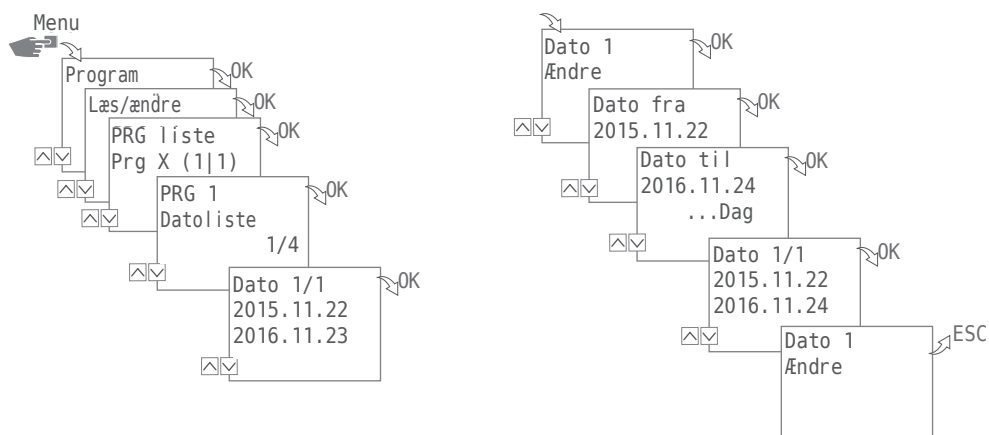 Menu
Program
OK
Læs/ændre
OK
PRG líste
Prg X (1|1)
OK
PRG 1
Datoliste
1/4
OK
Dato 1/1
2015.11.22
2016.11.23
OK
Dato 1
Ændre
OK
Dato fra
2015.11.22
OK
Dato til
2016.11.24
...Dag
OK
Dato 1/1
2015.11.22
2016.11.24
OK
Dato 1
Ændre
ESC